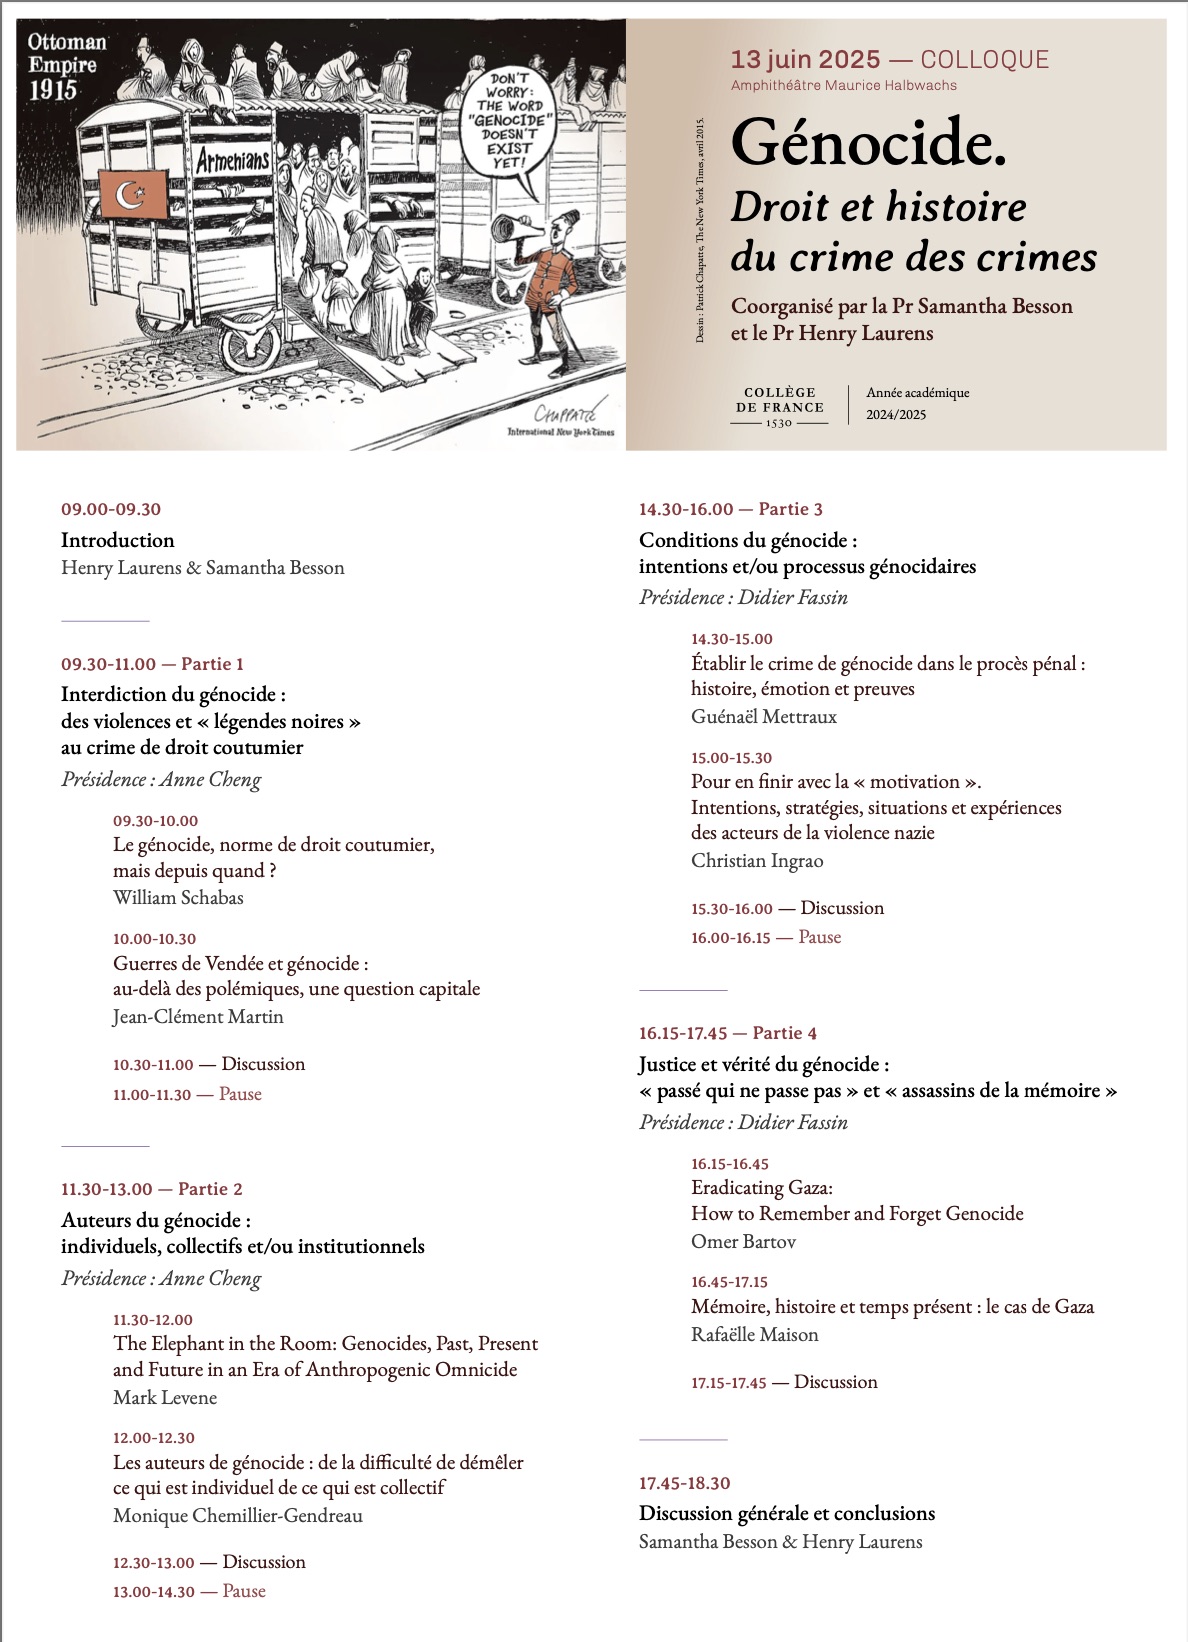 Ottoman
Empire
1915
Armenians
DON'T
WORRY:
THE WORD
"GENOCIDE"
DOESN'T
EXIST
YET!
CHAPPATTE
International New York Times
Dessin : Patrick Chapatte, The New York Times, avril 2015.
13 juin 2025 — COLLOQUE
Amphithéâtre Maurice Halbwachs
Génocide.
Droit et histoire
du crime des crimes
Coorganisé par la Pr Samantha Besson
et le Pr Henry Laurens
COLLÈGE
DE FRANCE
1530
Année académique
2024/2025
09.00-09.30
Introduction
Henry Laurens & Samantha Besson
09.30-11.00 — Partie 1
Interdiction du génocide :
des violences et « légendes noires »
au crime de droit coutumier
Présidence : Anne Cheng
09.30-10.00
Le génocide, norme de droit coutumier,
mais depuis quand ?
William Schabas
10.00-10.30
Guerres de Vendée et génocide :
au-delà des polémiques, une question capitale
Jean-Clément Martin
10.30-11.00 — Discussion
11.00-11.30 — Pause
11.30-13.00 — Partie 2
Auteurs du génocide :
individuels, collectifs et/ou institutionnels
Présidence : Anne Cheng
11.30-12.00
The Elephant in the Room: Genocides, Past, Present
and Future in an Era of Anthropogenic Omnicide
Mark Levene
12.00-12.30
Les auteurs de génocide : de la difficulté de démêler
ce qui est individuel de ce qui est collectif
Monique Chemillier-Gendreau
12.30-13.00 — Discussion
13.00-14.30 — Pause
14.30-16.00 — Partie 3
Conditions du génocide :
intentions et/ou processus génocidaires
Présidence : Didier Fassin
14.30-15.00
Établir le crime de génocide dans le procès pénal :
histoire, émotion et preuves
Guénaël Mettraux
15.00-15.30
Pour en finir avec la « motivation ».
Intentions, stratégies, situations et expériences
des acteurs de la violence nazie
Christian Ingrao
15.30-16.00 — Discussion
16.00-16.15 — Pause
16.15-17.45 — Partie 4
Justice et vérité du génocide :
« passé qui ne passe pas » et « assassins de la mémoire »
Présidence : Didier Fassin
16.15-16.45
Eradicating Gaza:
How to Remember and Forget Genocide
Omer Bartov
16.45-17.15
Mémoire, histoire et temps présent : le cas de Gaza
Rafaëlle Maison
17.15-17.45 — Discussion
17.45-18.30
Discussion générale et conclusions
Samantha Besson & Henry Laurens